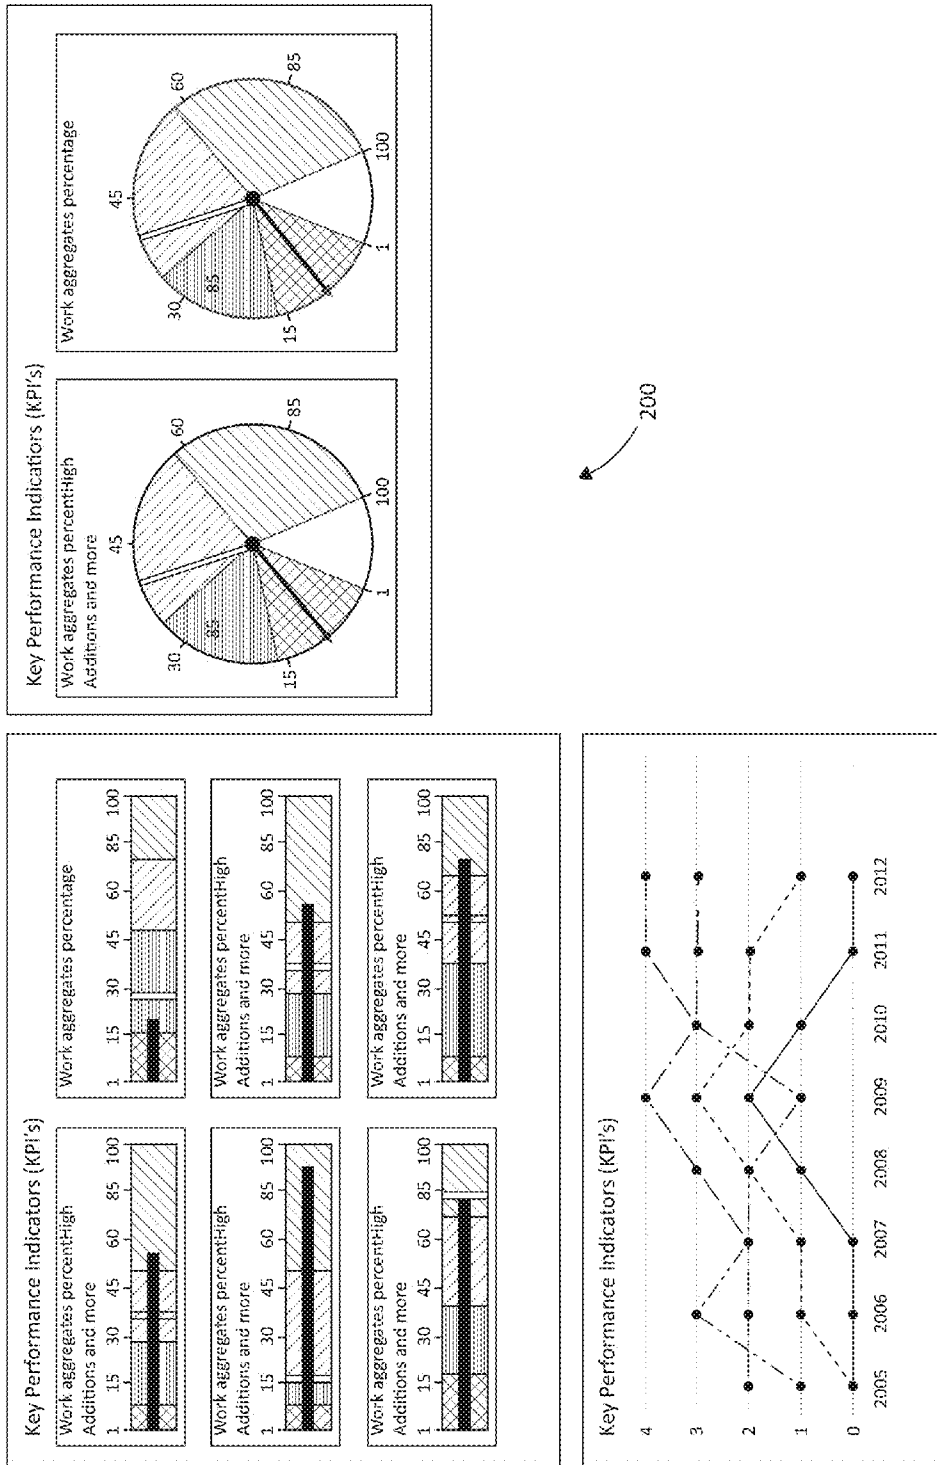 Key Performance Indicatiors (KPI's)
Work aggregates percentHigh
Additions and more
1 15 30 45 60 85 100
Work aggregates percentage
1 15 30 45 60 85 100
Work aggregates percentHigh
Additions and more
1 15 30 45 60 85 100
Work aggregates percentHigh
Additions and more
1 15 30 45 60 85 100
Work aggregates percentHigh
Additions and more
1 15 30 45 60 85 100
Work aggregates percentHigh
Additions and more
1 15 30 45 60 85 100
Key Performance Indicatiors (KPI's)
Work aggregates percentHigh
Additions and more
45
30 60
85
15 85
1 100
Work aggregates percentage
45
30 60
85
15 85
1 100
Key Performance Indicatiors (KPI's)
4
3
2
1
0
2005 2006 2007 2008 2009 2010 2011 2012
200